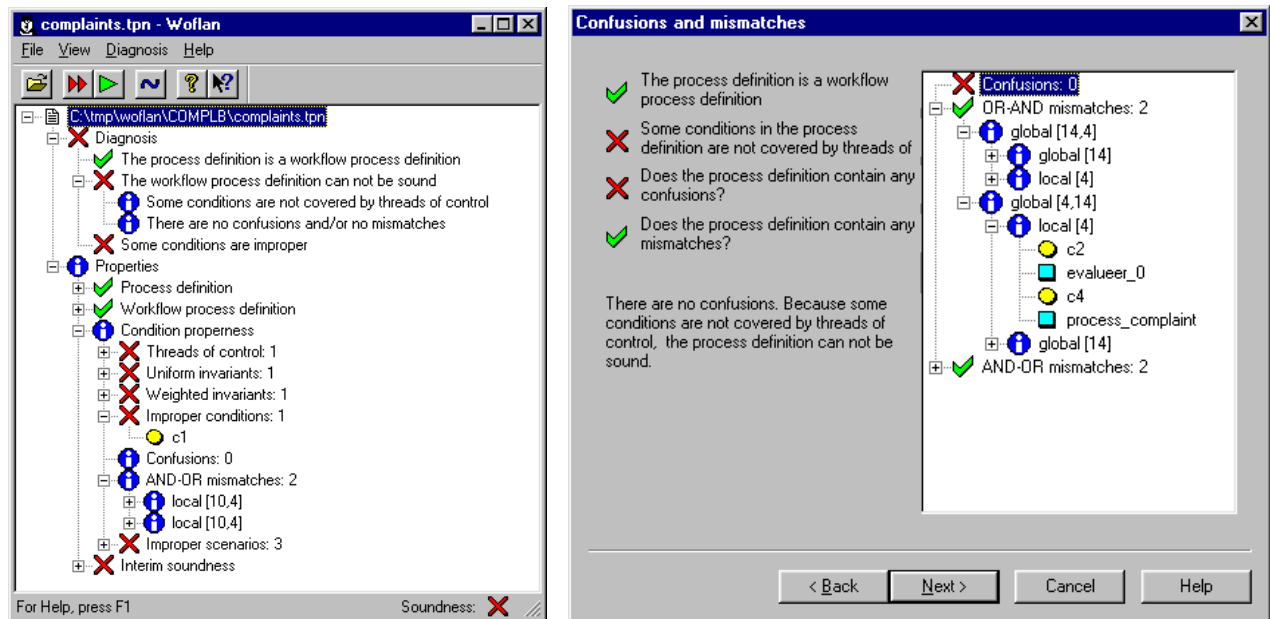 complaints.tpn - Woflan
File View Diagnosis Help
C:\tmp\woflan\COMPLB\complaints.tpn
Diagnosis
The process definition is a workflow process definition
The workflow process definition can not be sound
Some conditions are not covered by threads of control
There are no confusions and/or no mismatches
Some conditions are improper
Properties
Process definition
Workflow process definition
Condition properness
Threads of control: 1
Uniform invariants: 1
Weighted invariants: 1
Improper conditions: 1
c1
Confusions: 0
AND-OR mismatches: 2
local [10,4]
local [10,4]
Improper scenarios: 3
Interim soundness
For Help, press F1
Soundness:
Confusions and mismatches
The process definition is a workflow
process definition
Some conditions in the process
definition are not covered by threads of
Does the process definition contain any
confusions?
Does the process definition contain any
mismatches?
There are no confusions. Because some
conditions are not covered by threads of
control, the process definition can not be
sound.
Confusions: 0
OR-AND mismatches: 2
global [14,4]
global [14]
local [4]
global [4,14]
local [4]
c2
evalueer_0
c4
process_complaint
global [14]
AND-OR mismatches: 2
< Back
Next >
Cancel
Help